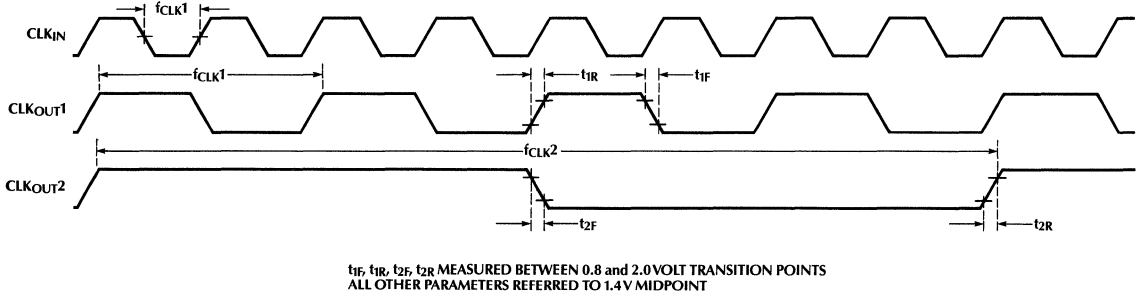 fCLK1
CLKIN
fCLK1
t1R
t1F
CLKOUT1
fCLK2
CLKOUT2
t2F
t2R
t1F, t1R, t2F, t2R MEASURED BETWEEN 0.8 and 2.0 VOLT TRANSITION POINTS
ALL OTHER PARAMETERS REFERRED TO 1.4V MIDPOINT